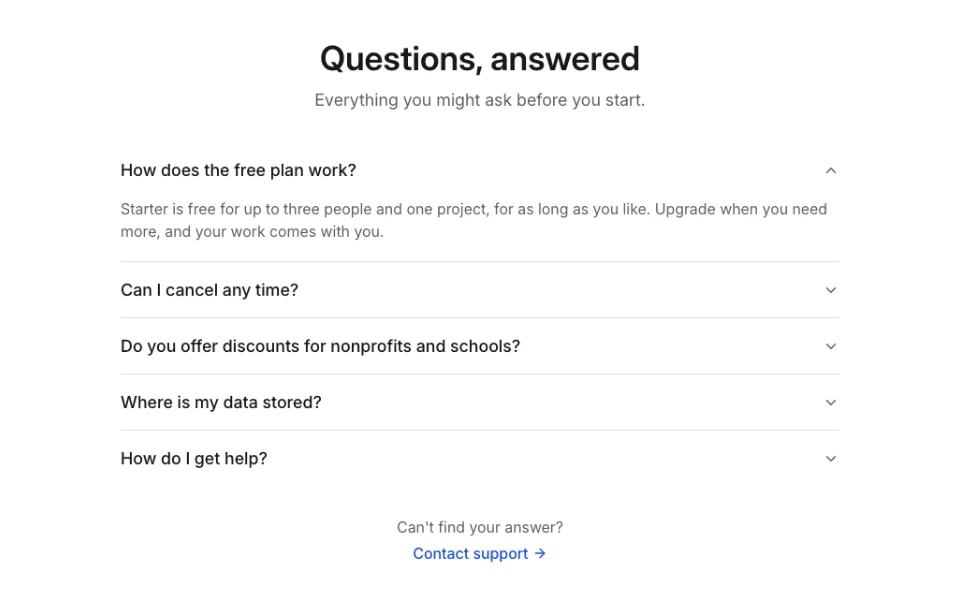 Questions, answered
Everything you might ask before you start.
How does the free plan work?
Starter is free for up to three people and one project, for as long as you like. Upgrade when you need
more, and your work comes with you.
Can I cancel any time?
Do you offer discounts for nonprofits and schools?
Where is my data stored?
How do I get help?
Can't find your answer?
Contact support →